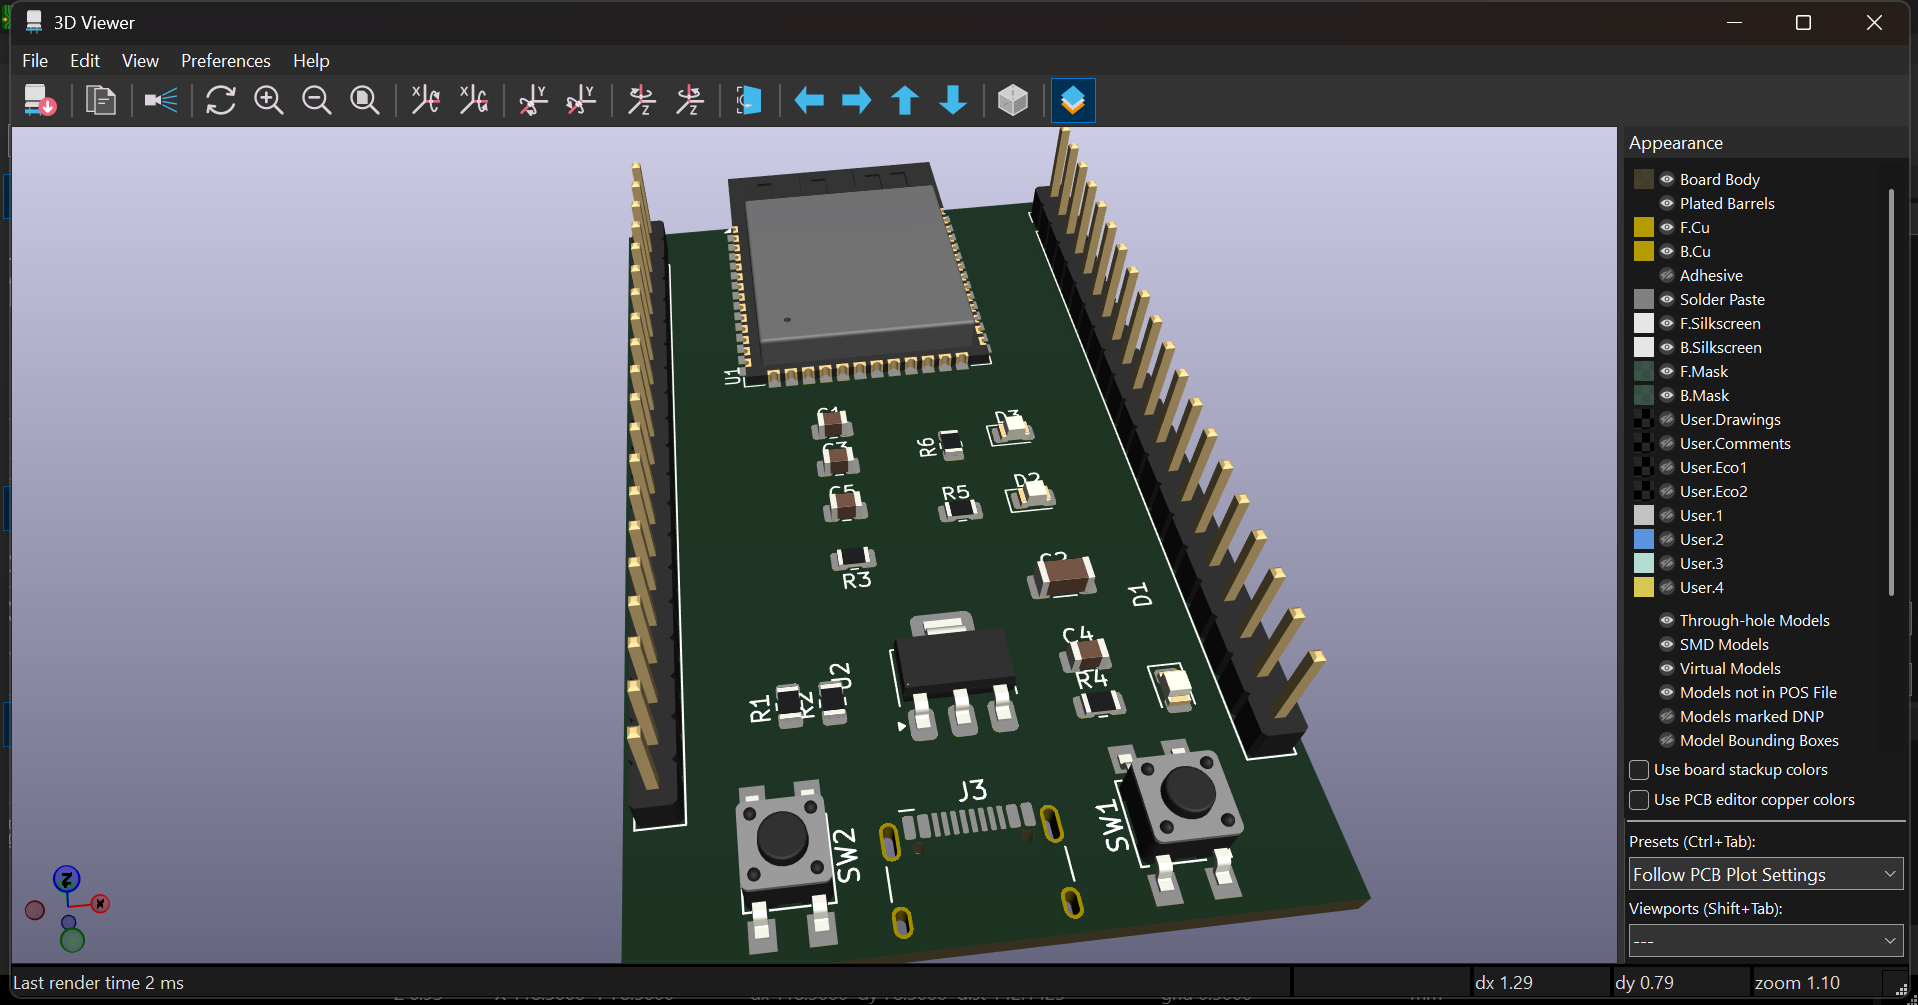 3D Viewer
File Edit View Preferences Help
Appearance
Board Body
Plated Barrels
F.Cu
B.Cu
Adhesive
Solder Paste
F.Silkscreen
B.Silkscreen
F.Mask
B.Mask
User.Drawings
User.Comments
User.Eco1
User.Eco2
User.1
User.2
User.3
User.4
Through-hole Models
SMD Models
Virtual Models
Models not in POS File
Models marked DNP
Model Bounding Boxes
Use board stackup colors
Use PCB editor copper colors
Presets (Ctrl+Tab):
Follow PCB Plot Settings
Viewports (Shift+Tab):
---
U1
C1
D3
R6
C3
D2
C5
R5
R3
C2
D1
C4
R4
U2
R1
R2
J3
SW1
SW2
Z
X
Last render time 2 ms
dx 1.29
dy 0.79
zoom 1.10